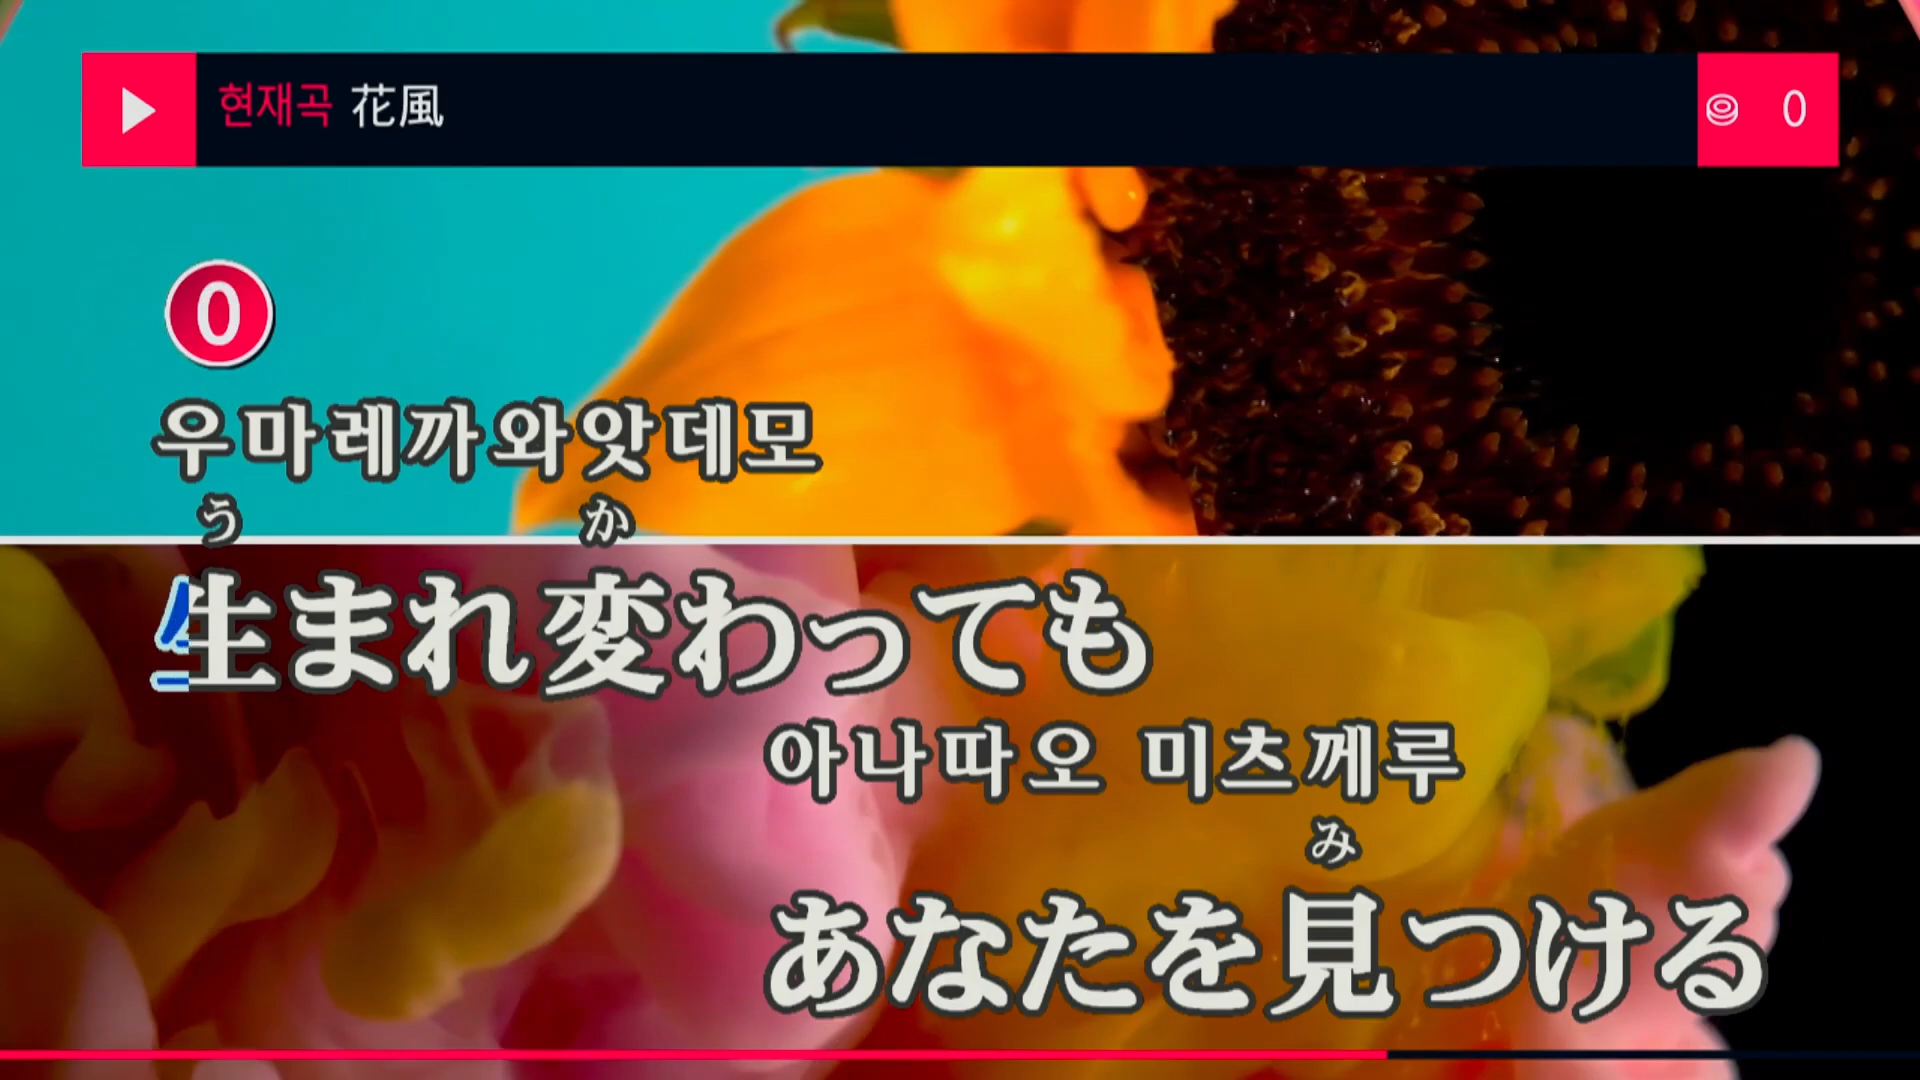 현재곡 花風
0
0
우마레까와앗데모
う か
生まれ変わっても
아나따오 미츠께루
み
あなたを見つける